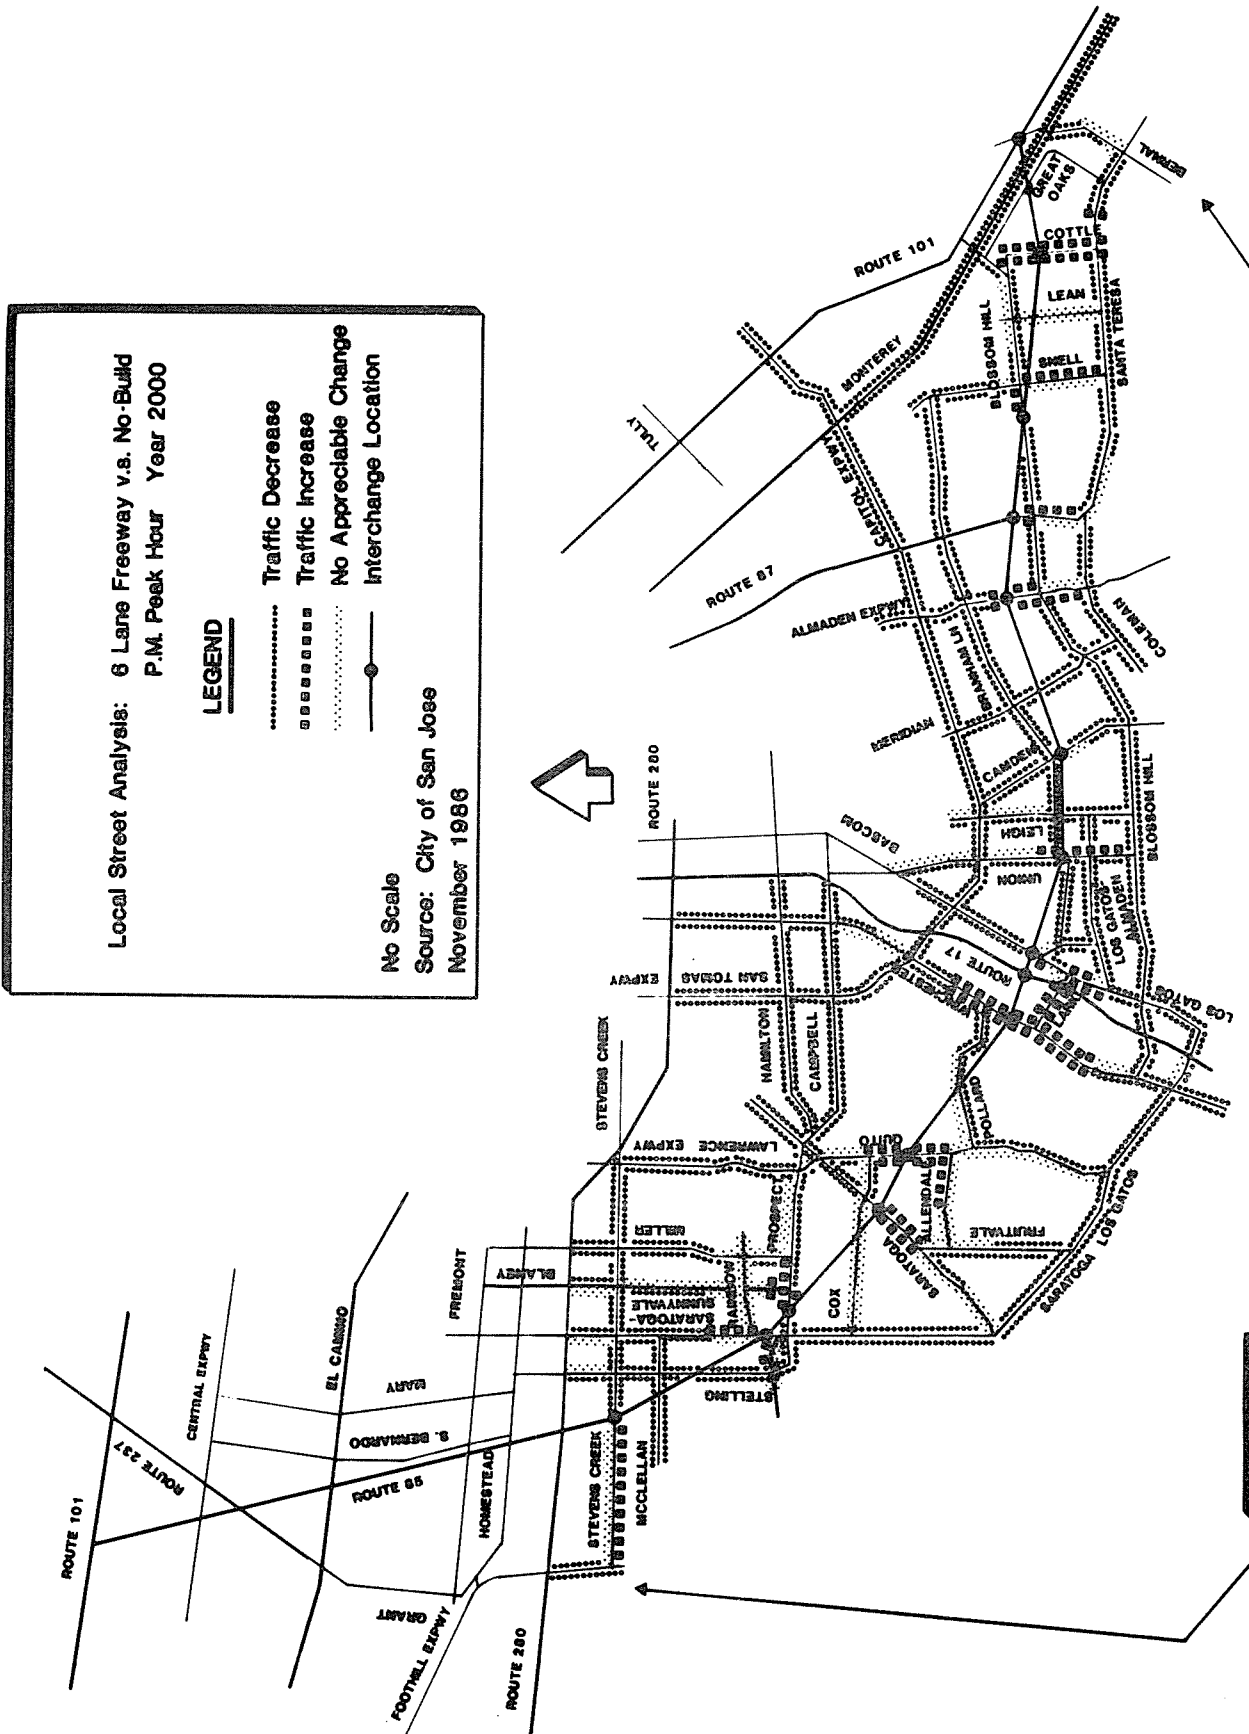 Local Street Analysis: 6 Lane Freeway v.s. No-Build
P.M. Peak Hour Year 2000
LEGEND
Traffic Decrease
Traffic Increase
No Appreciable Change
Interchange Location
No Scale
Source: City of San Jose
November 1986
ROUTE 101
ROUTE 237
CENTRAL EXPWY
EL CAMINO
MARY
S. BERNARDO
ROUTE 85
GRANT
FOOTHILL EXPWY
HOMESTEAD
FREMONT
ROUTE 280
STEVENS CREEK
MCCLELLAN
STELLING
BLANEY
MILLER
SARATOGA-
SUNNYVALE
RAINBOW
PROSPECT
LAWRENCE EXPWY
STEVENS CREEK
COX
QUITO
SARATOGA
ALLENDALE
FRUITVALE
SARATOGA LOS GATOS
POLLARD
HAMILTON
CAMPBELL
SAN TOMAS
EXPWY
ROUTE 280
WINCHESTER
ROUTE 17
LARK
LOS GATOS
LOS GATOS-
ALMADEN
BASCOM
UNION
LEIGH
CAMDEN
BLOSSOM HILL
MERIDIAN
BRANHAM LN
ALMADEN EXPWY
COLEMAN
ROUTE 87
CAPITOL EXPWY
MONTEREY
TULLY
ROUTE 101
BLOSSOM HILL
SNELL
LEAN
COTTLE
SANTA TERESA
GREAT
OAKS
BERNAL